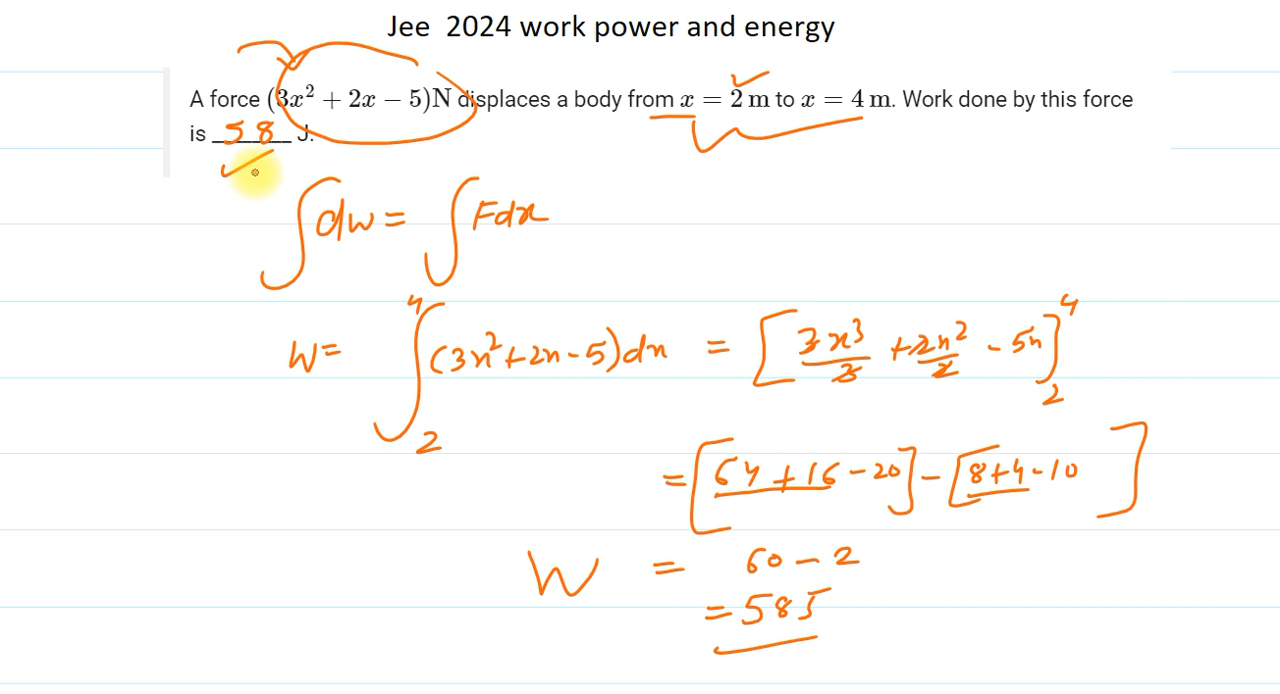 Jee 2024 work power and energy
A force (3x² + 2x − 5)N displaces a body from x = 2 m to x = 4 m. Work done by this force
is 58 J.
∫dw = ∫Fdx
W = ∫₂⁴ (3x²+2x-5)dx = [3x³/3 + 2x²/2 - 5x]₂⁴
= [64+16-20] - [8+4-10]
W = 60-2
= 58J